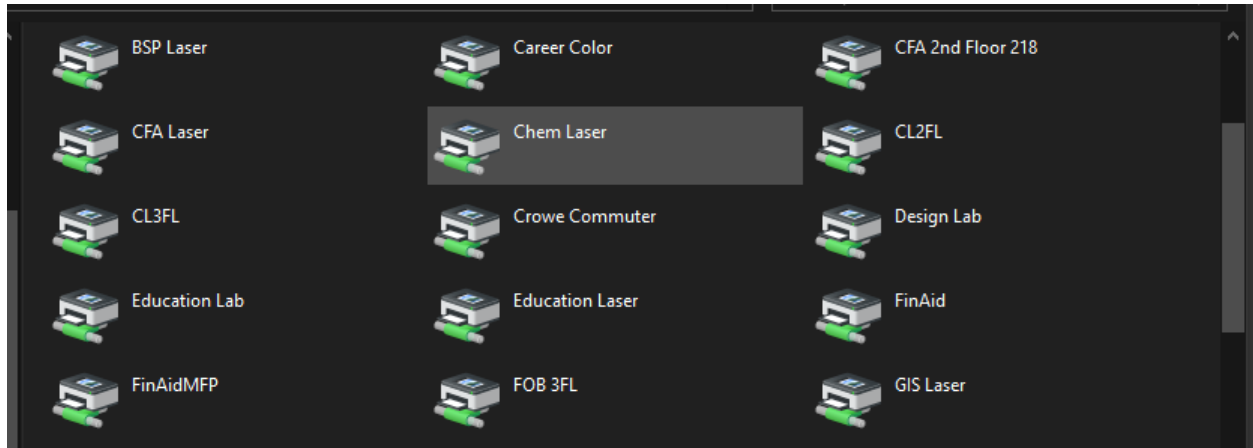 BSP Laser
Career Color
CFA 2nd Floor 218
CFA Laser
Chem Laser
CL2FL
CL3FL
Crowe Commuter
Design Lab
Education Lab
Education Laser
FinAid
FinAidMFP
FOB 3FL
GIS Laser